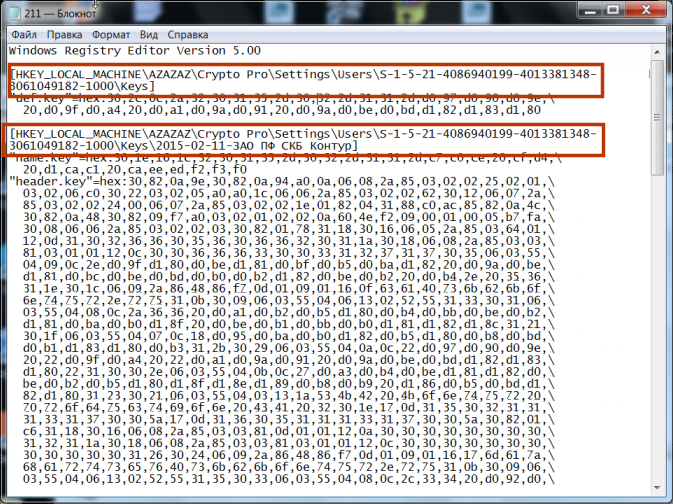 211 — Блокнот
Файл Правка Формат Вид Справка
Windows Registry Editor Version 5.00
[HKEY_LOCAL_MACHINE\AZAZAZ\Crypto Pro\Settings\Users\S-1-5-21-4086940199-4013381348-
3061049182-1000\Keys]
20,d0,9f,d0,a4,20,d0,a1,d0,9a,d0,91,20,d0,9a,d0,be,d0,bd,d1,82,d1,83,d1,80
[HKEY_LOCAL_MACHINE\AZAZAZ\Crypto Pro\Settings\Users\S-1-5-21-4086940199-4013381348-
3061049182-1000\Keys\2015-02-11-ЗАО ПФ СКБ Контур]
"name.key"=hex:30,1e,16,1c,32,30,31,35,2d,30,32,2d,31,31,2d,c7,c0,ce,20,cf,d4,\
20,d1,ca,c1,20,ca,ee,ed,f2,f3,f0
"header.key"=hex:30,82,0a,9e,30,82,0a,94,a0,0a,06,08,2a,85,03,02,02,25,02,01,\
03,02,06,c0,30,22,03,02,05,a0,a0,1c,06,06,2a,85,03,02,02,62,30,12,06,07,2a,\
85,03,02,02,24,00,06,07,2a,85,03,02,02,1e,01,82,04,31,88,c0,ac,85,82,0a,4c,\
30,82,0a,48,30,82,09,f7,a0,03,02,01,02,02,0a,60,4e,f2,09,00,01,00,05,b7,fa,\
30,08,06,06,2a,85,03,02,02,03,30,82,01,78,31,18,30,16,06,05,2a,85,03,64,01,\
12,0d,31,30,32,36,36,30,35,36,30,36,36,32,30,31,1a,30,18,06,08,2a,85,03,03,\
81,03,01,01,12,0c,30,30,36,36,36,33,30,30,33,31,32,37,31,17,30,35,06,03,55,\
04,09,0c,2e,d0,9f,d1,80,d0,be,d1,81,d0,bf,d0,b5,d0,ba,d1,82,20,d0,9a,d0,be,\
d1,81,d0,bc,d0,be,d0,bd,d0,b0,d0,b2,d1,82,d0,be,d0,b2,20,d0,b4,2e,20,35,36,\
31,1e,30,1c,06,09,2a,86,48,86,f7,0d,01,09,01,16,0f,63,61,40,73,6b,62,6b,6f,\
6e,74,75,72,2e,72,75,31,0b,30,09,06,03,55,04,06,13,02,52,55,31,33,30,31,06,\
03,55,04,08,0c,2a,36,36,20,d0,a1,d0,b2,d0,b5,d1,80,d0,b4,d0,bb,d0,be,d0,b2,\
d1,81,d0,ba,d0,b0,d1,8f,20,d0,be,d0,b1,d0,bb,d0,b0,d1,81,d1,82,d1,8c,31,21,\
30,1f,06,03,55,04,07,0c,18,d0,95,d0,ba,d0,b0,d1,82,d0,b5,d1,80,d0,b8,d0,bd,\
d0,b1,d1,83,d1,80,d0,b3,31,2b,30,29,06,03,55,04,0a,0c,22,d0,97,d0,90,d0,9e,\
20,22,d0,9f,d0,a4,20,22,d0,a1,d0,9a,d0,91,20,d0,9a,d0,be,d0,bd,d1,82,d1,83,\
d1,80,22,31,30,30,2e,06,03,55,04,0b,0c,27,d0,a3,d0,b4,d0,be,d1,81,d1,82,d0,\
be,d0,b2,d0,b5,d1,80,d1,8f,d1,8e,d1,89,d0,b8,d0,b9,20,d1,86,d0,b5,d0,bd,d1,\
82,d1,80,31,23,30,21,06,03,55,04,03,13,1a,53,4b,42,20,4b,6f,6e,74,75,72,20,\
70,72,6f,64,75,63,74,69,6f,6e,20,43,41,20,32,30,1e,17,0d,31,35,30,32,31,31,\
31,33,31,37,30,30,5a,17,0d,31,36,30,35,31,31,31,33,31,37,30,30,5a,30,82,01,\
c6,31,18,30,16,06,08,2a,85,03,03,81,0d,01,01,12,0a,30,30,30,30,30,30,30,30,\
31,32,31,1a,30,18,06,08,2a,85,03,03,81,03,01,01,12,0c,30,30,30,30,30,30,30,\
30,30,30,30,30,31,26,30,24,06,09,2a,86,48,86,f7,0d,01,09,01,16,17,6d,61,7a,\
68,61,72,74,73,65,76,40,73,6b,62,6b,6f,6e,74,75,72,2e,72,75,31,0b,30,09,06,\
03,55,04,06,13,02,52,55,31,35,30,33,06,03,55,04,08,0c,2c,33,34,20,d0,92,d0,\